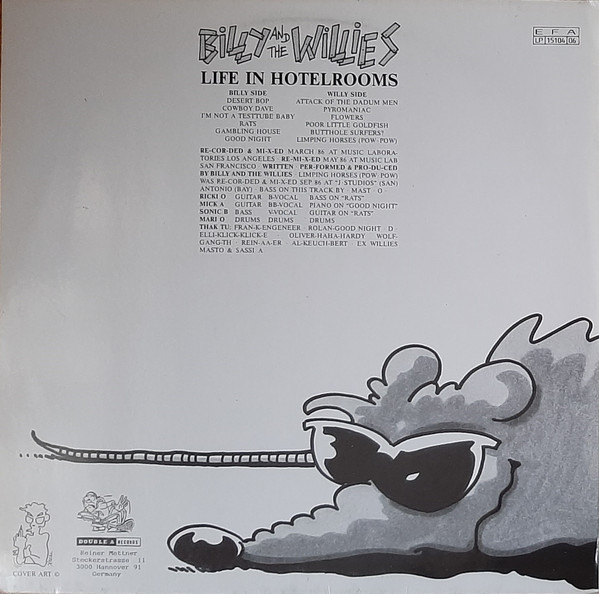 BILLY AND THE WILLIES
E F A
LP 15104 06
LIFE IN HOTELROOMS
BILLY SIDE
DESERT BOP
COWBOY DAVE
I'M NOT A TESTTUBE BABY
RATS
GAMBLING HOUSE
GOOD NIGHT
WILLY SIDE
ATTACK OF THE DADUM MEN
PYROMANIAC
FLOWERS
POOR LITTLE GOLDFISH
BUTTHOLE SURFERS?
LIMPING HORSES (POW POW)
RE-COR-DED & MI-X-ED MARCH 86 AT MUSIC LABORA-
TORIES LOS ANGELES · RE-MI-X-ED MAY 86 AT MUSIC LAB
SAN FRANCISCO · WRITTEN · PER-FORMED & PRO-DU-CED
BY BILLY AND THE WILLIES · LIMPING HORSES (POW POW)
WAS RE-COR-DED & MI-X-ED SEP 86 AT "J STUDIOS" (SAN)
ANTONIO (BAY) · BASS ON THIS TRACK BY · MAST · O ·
RICKI O GUITAR B-VOCAL BASS ON "RATS"
MICK A GUITAR BB-VOCAL PIANO ON "GOOD NIGHT"
SONIC B BASS V-VOCAL GUITAR ON "RATS"
MARI O DRUMS DRUMS DRUMS
THAK TU: FRAN-K-ENGENEER · ROLAN-GOOD NIGHT · D ·
ELLI-KLICK-KLICK-E · OLIVER-HAHA-HARDY · WOLF-
GANG-TH · REIN-AA-ER · AL-KEUCH-BERT · EX WILLIES
MASTO & SASSI A
COVER ART ©
DOUBLE A RECORDS
Reiner Mettner
3000 Hannover 91
Germany